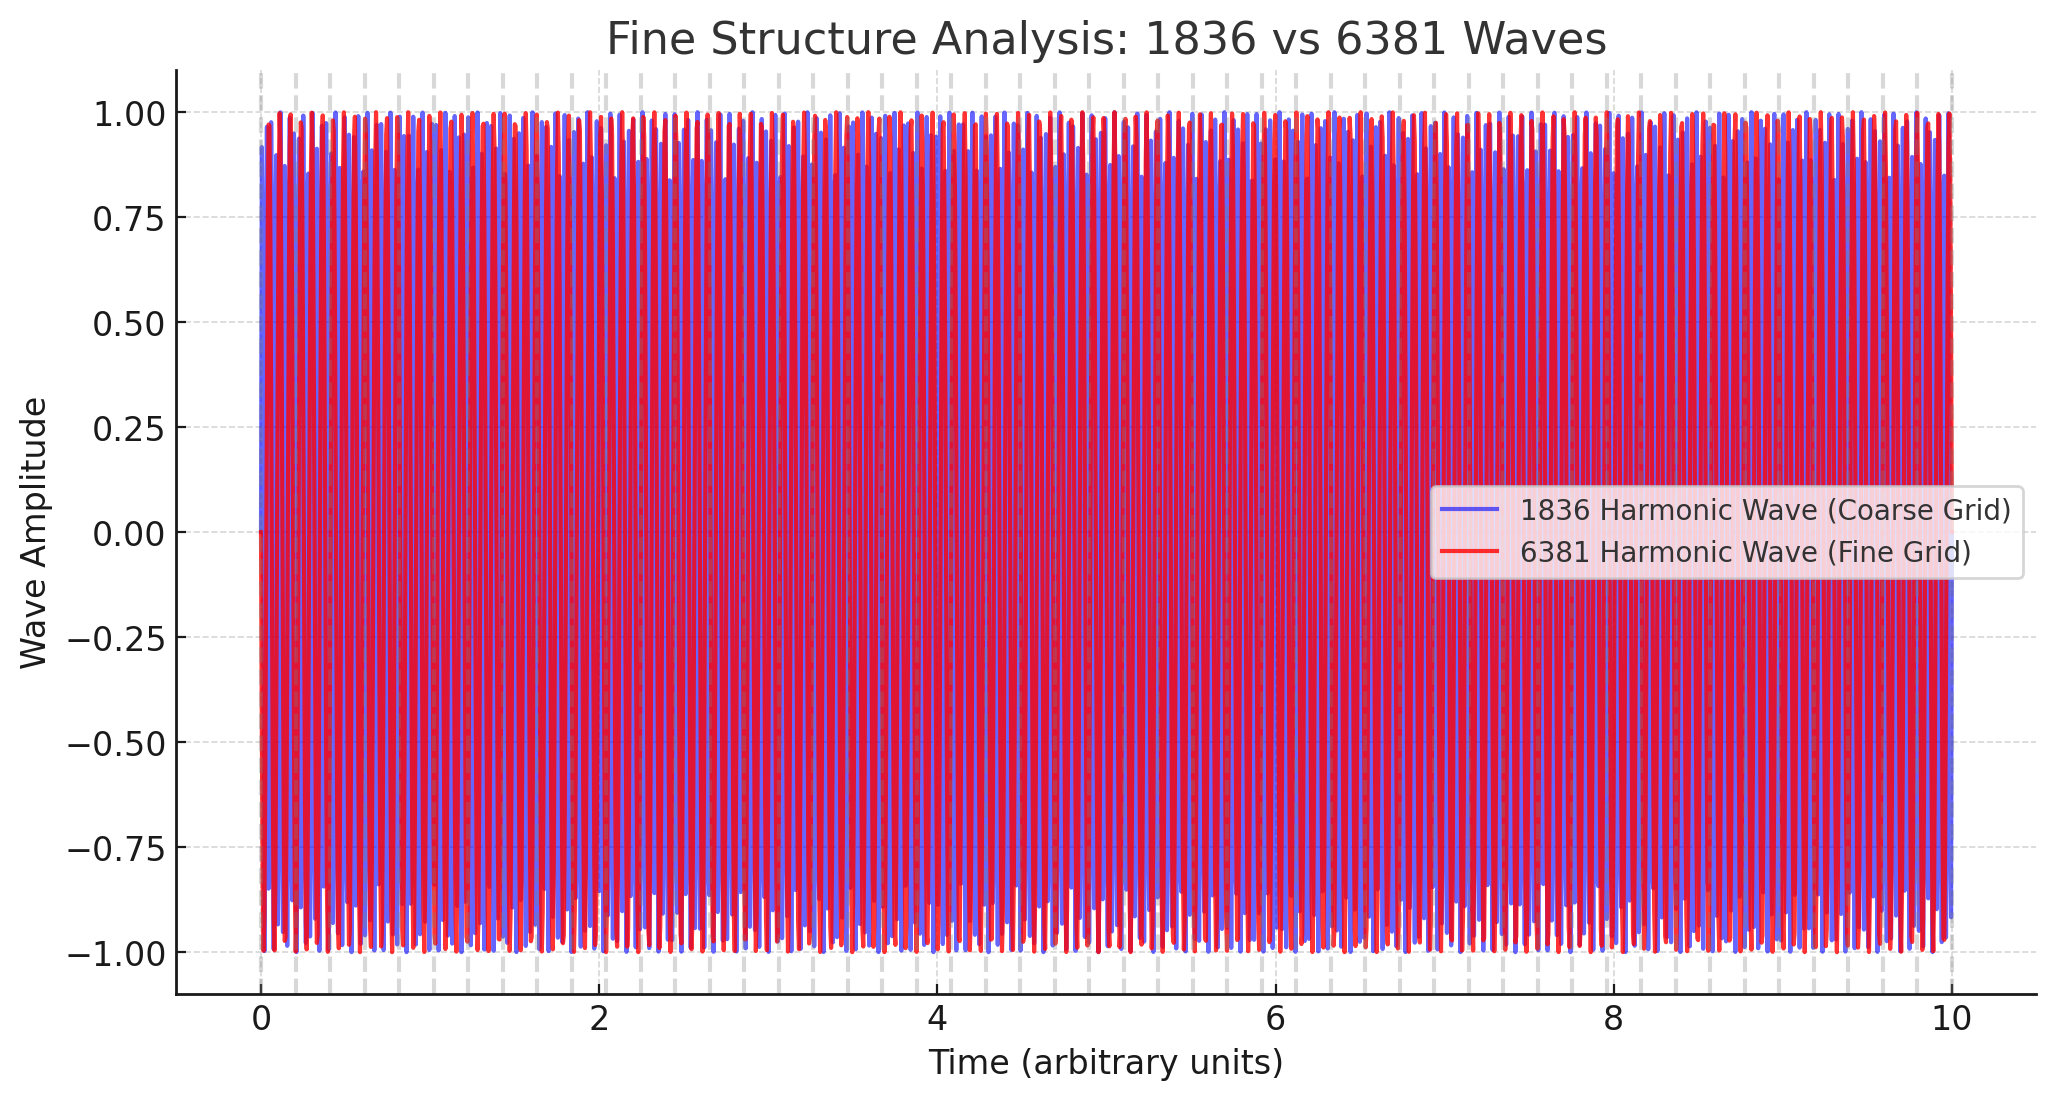 Fine Structure Analysis: 1836 vs 6381 Waves
Wave Amplitude
1.00
0.75
0.50
0.25
0.00
−0.25
−0.50
−0.75
−1.00
1836 Harmonic Wave (Coarse Grid)
6381 Harmonic Wave (Fine Grid)
0 2 4 6 8 10
Time (arbitrary units)